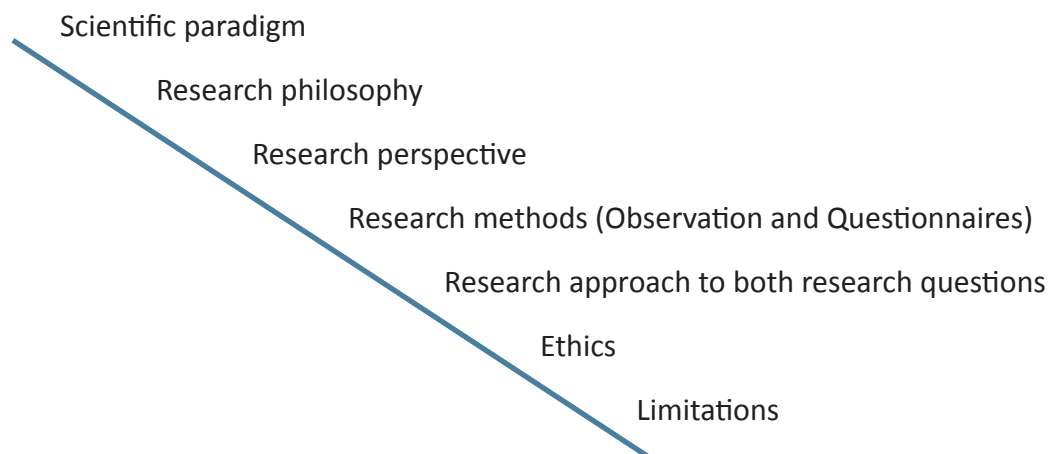 Scientific paradigm
Research philosophy
Research perspective
Research methods (Observation and Questionnaires)
Research approach to both research questions
Ethics
Limitations